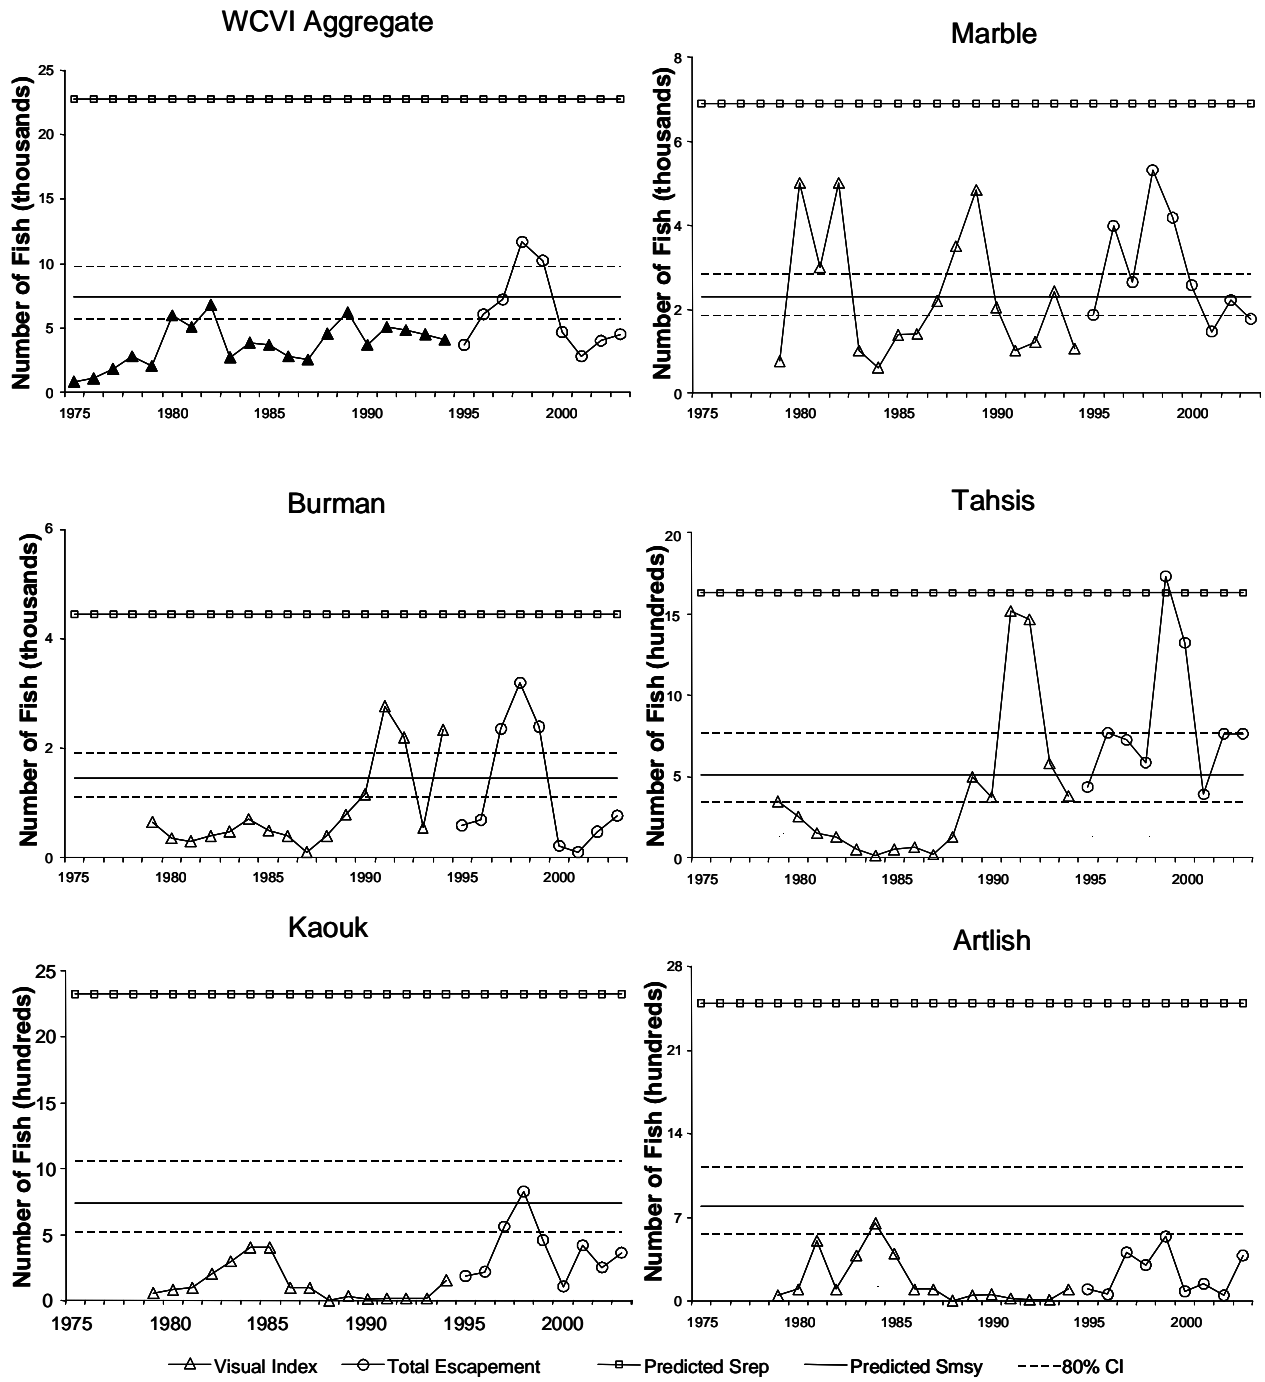 WCVI Aggregate
Number of Fish (thousands)
25
20
15
10
5
0
1975 1980 1985 1990 1995 2000
Marble
Number of Fish (thousands)
8
6
4
2
0
1975 1980 1985 1990 1995 2000
Burman
Number of Fish (thousands)
6
4
2
0
1975 1980 1985 1990 1995 2000
Tahsis
Number of Fish (hundreds)
20
15
10
5
0
1975 1980 1985 1990 1995 2000
Kaouk
Number of Fish (hundreds)
25
20
15
10
5
0
1975 1980 1985 1990 1995 2000
Artlish
Number of Fish (hundreds)
28
21
14
7
0
1975 1980 1985 1990 1995 2000
Visual Index Total Escapement Predicted Srep Predicted Smsy 80% CI